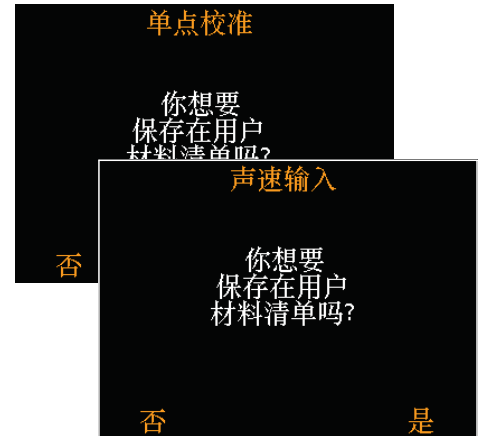 单点校准
你想要
保存在用户
材料清单吗?
否
声速输入
你想要
保存在用户
材料清单吗?
否
是